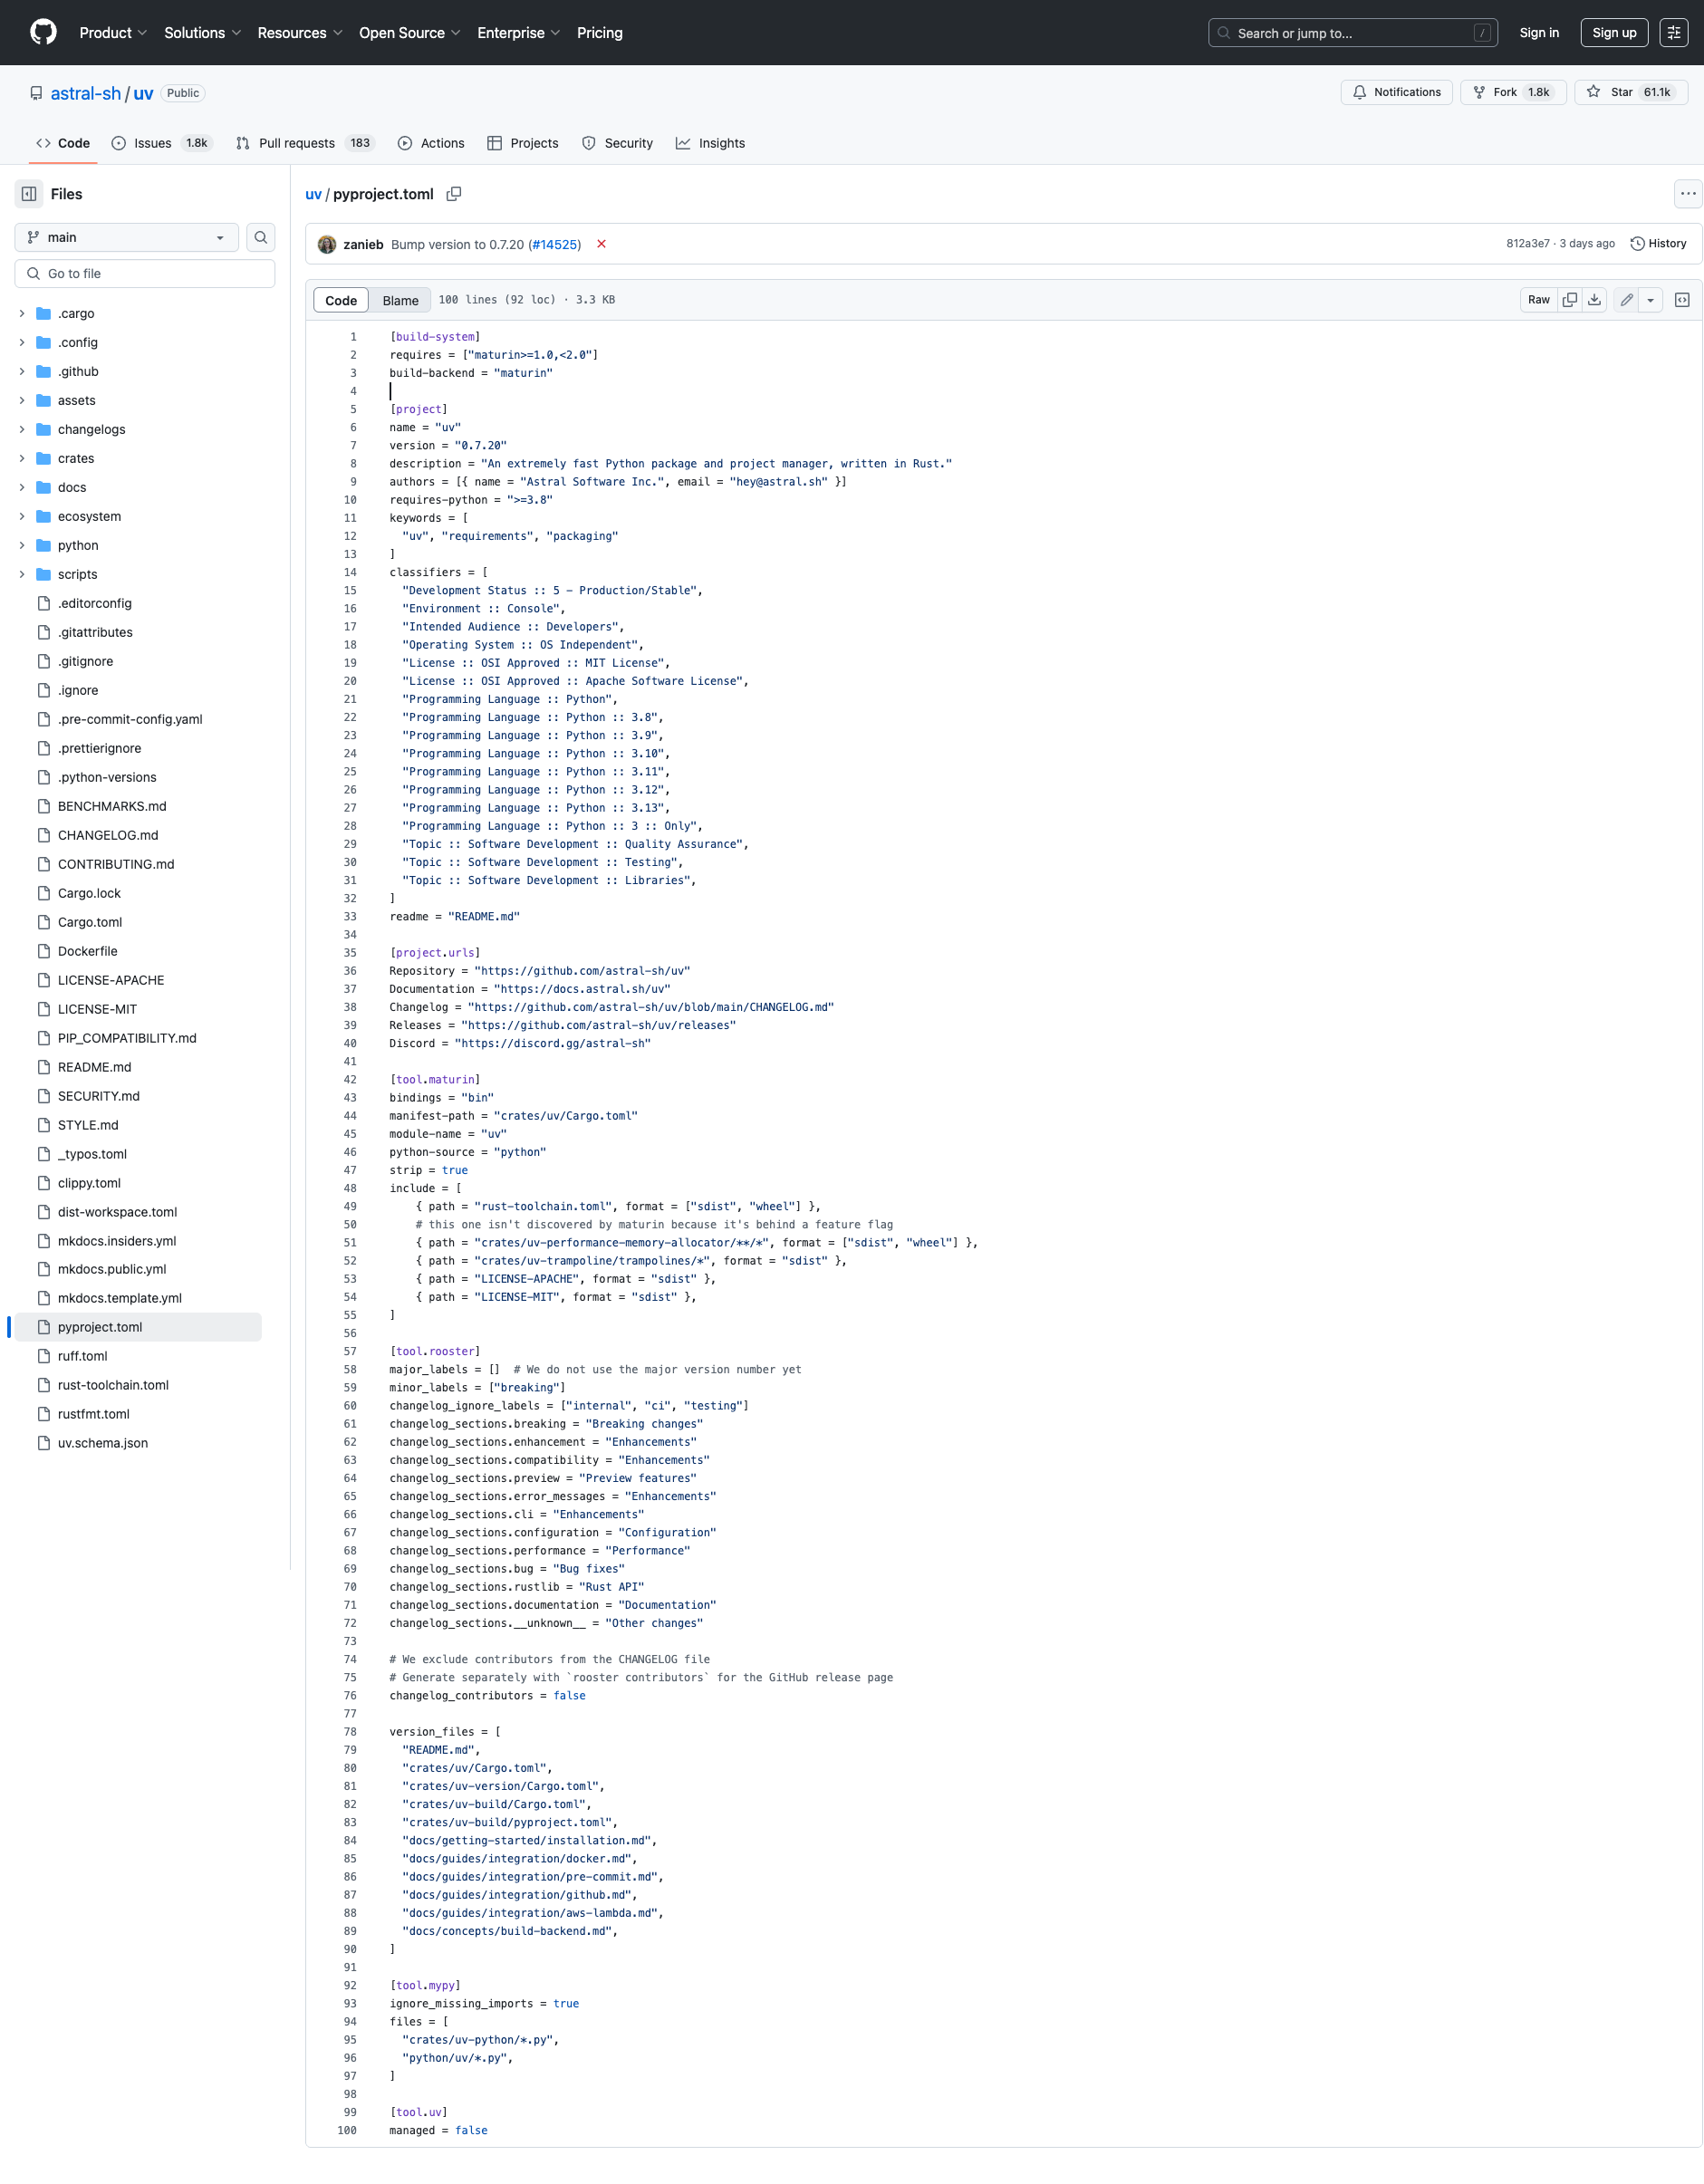 Product Solutions Resources Open Source Enterprise Pricing Search or jump to... / Sign in Sign up
astral-sh / uv Public Notifications Fork 1.8k Star 61.1k
Code Issues 1.8k Pull requests 183 Actions Projects Security Insights
Files
main
Go to file
.cargo
.config
.github
assets
changelogs
crates
docs
ecosystem
python
scripts
.editorconfig
.gitattributes
.gitignore
.ignore
.pre-commit-config.yaml
.prettierignore
.python-versions
BENCHMARKS.md
CHANGELOG.md
CONTRIBUTING.md
Cargo.lock
Cargo.toml
Dockerfile
LICENSE-APACHE
LICENSE-MIT
PIP_COMPATIBILITY.md
README.md
SECURITY.md
STYLE.md
_typos.toml
clippy.toml
dist-workspace.toml
mkdocs.insiders.yml
mkdocs.public.yml
mkdocs.template.yml
pyproject.toml
ruff.toml
rust-toolchain.toml
rustfmt.toml
uv.schema.json
uv / pyproject.toml
zanieb Bump version to 0.7.20 (#14525) 812a3e7 · 3 days ago History
Code Blame 100 lines (92 loc) · 3.3 KB Raw
1 [build-system]
2 requires = ["maturin>=1.0,<2.0"]
3 build-backend = "maturin"
4
5 [project]
6 name = "uv"
7 version = "0.7.20"
8 description = "An extremely fast Python package and project manager, written in Rust."
9 authors = [{ name = "Astral Software Inc.", email = "hey@astral.sh" }]
10 requires-python = ">=3.8"
11 keywords = [
12   "uv", "requirements", "packaging"
13 ]
14 classifiers = [
15   "Development Status :: 5 - Production/Stable",
16   "Environment :: Console",
17   "Intended Audience :: Developers",
18   "Operating System :: OS Independent",
19   "License :: OSI Approved :: MIT License",
20   "License :: OSI Approved :: Apache Software License",
21   "Programming Language :: Python",
22   "Programming Language :: Python :: 3.8",
23   "Programming Language :: Python :: 3.9",
24   "Programming Language :: Python :: 3.10",
25   "Programming Language :: Python :: 3.11",
26   "Programming Language :: Python :: 3.12",
27   "Programming Language :: Python :: 3.13",
28   "Programming Language :: Python :: 3 :: Only",
29   "Topic :: Software Development :: Quality Assurance",
30   "Topic :: Software Development :: Testing",
31   "Topic :: Software Development :: Libraries",
32 ]
33 readme = "README.md"
34
35 [project.urls]
36 Repository = "https://github.com/astral-sh/uv"
37 Documentation = "https://docs.astral.sh/uv"
38 Changelog = "https://github.com/astral-sh/uv/blob/main/CHANGELOG.md"
39 Releases = "https://github.com/astral-sh/uv/releases"
40 Discord = "https://discord.gg/astral-sh"
41
42 [tool.maturin]
43 bindings = "bin"
44 manifest-path = "crates/uv/Cargo.toml"
45 module-name = "uv"
46 python-source = "python"
47 strip = true
48 include = [
49     { path = "rust-toolchain.toml", format = ["sdist", "wheel"] },
50     # this one isn't discovered by maturin because it's behind a feature flag
51     { path = "crates/uv-performance-memory-allocator/**/*", format = ["sdist", "wheel"] },
52     { path = "crates/uv-trampoline/trampolines/*", format = "sdist" },
53     { path = "LICENSE-APACHE", format = "sdist" },
54     { path = "LICENSE-MIT", format = "sdist" },
55 ]
56
57 [tool.rooster]
58 major_labels = []  # We do not use the major version number yet
59 minor_labels = ["breaking"]
60 changelog_ignore_labels = ["internal", "ci", "testing"]
61 changelog_sections.breaking = "Breaking changes"
62 changelog_sections.enhancement = "Enhancements"
63 changelog_sections.compatibility = "Enhancements"
64 changelog_sections.preview = "Preview features"
65 changelog_sections.error_messages = "Enhancements"
66 changelog_sections.cli = "Enhancements"
67 changelog_sections.configuration = "Configuration"
68 changelog_sections.performance = "Performance"
69 changelog_sections.bug = "Bug fixes"
70 changelog_sections.rustlib = "Rust API"
71 changelog_sections.documentation = "Documentation"
72 changelog_sections.__unknown__ = "Other changes"
73
74 # We exclude contributors from the CHANGELOG file
75 # Generate separately with `rooster contributors` for the GitHub release page
76 changelog_contributors = false
77
78 version_files = [
79   "README.md",
80   "crates/uv/Cargo.toml",
81   "crates/uv-version/Cargo.toml",
82   "crates/uv-build/Cargo.toml",
83   "crates/uv-build/pyproject.toml",
84   "docs/getting-started/installation.md",
85   "docs/guides/integration/docker.md",
86   "docs/guides/integration/pre-commit.md",
87   "docs/guides/integration/github.md",
88   "docs/guides/integration/aws-lambda.md",
89   "docs/concepts/build-backend.md",
90 ]
91
92 [tool.mypy]
93 ignore_missing_imports = true
94 files = [
95   "crates/uv-python/*.py",
96   "python/uv/*.py",
97 ]
98
99 [tool.uv]
100 managed = false